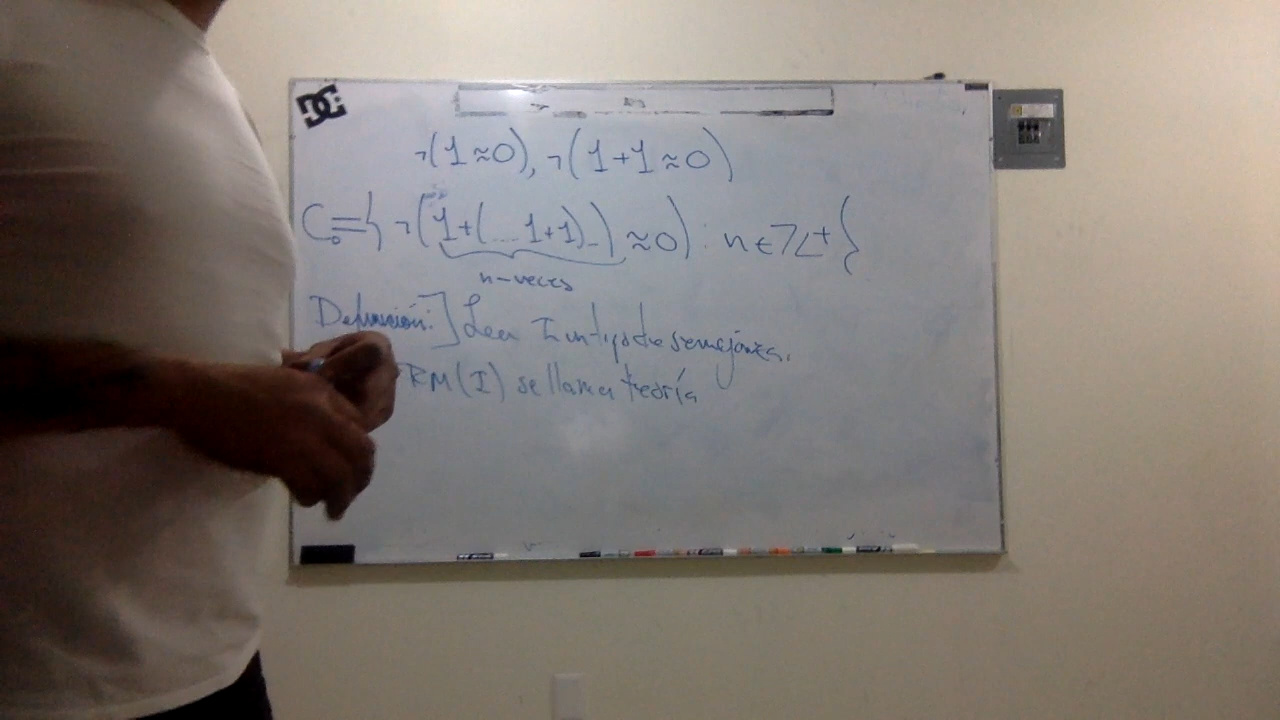 ¬(1≈0), ¬(1+1≈0)
C₀={¬(1+(...1+1)..)≈0): n∈ℤ⁺}
n-veces
Definición:] Sea I un tipo de semejanza.
RM(I) se llama teoría